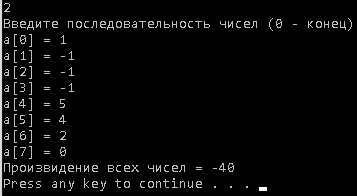 2
Введите последовательность чисел (0 - конец)
a[0] = 1
a[1] = -1
a[2] = -1
a[3] = -1
a[4] = 5
a[5] = 4
a[6] = 2
a[7] = 0
Произвидение всех чисел = -40
Press any key to continue . . . _